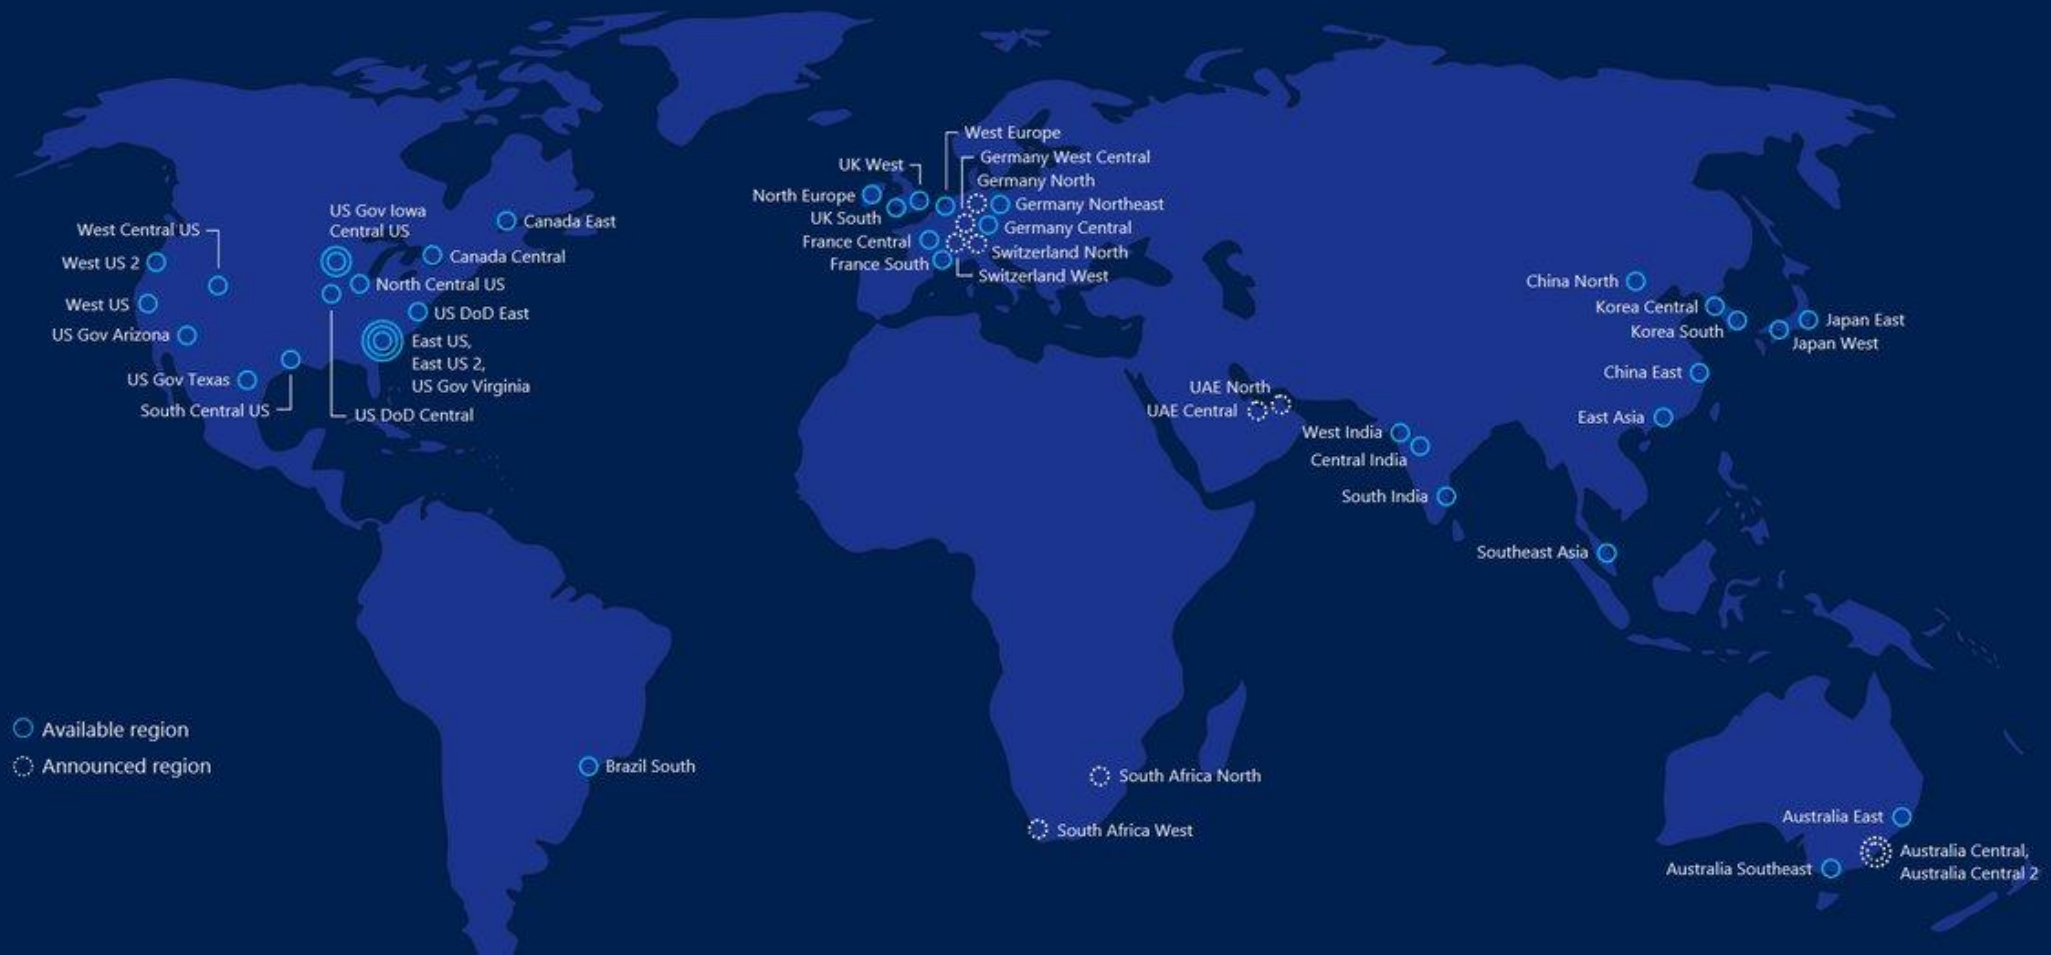 West Europe
Germany West Central
UK West
Germany North
North Europe
Germany Northeast
UK South
Germany Central
France Central
Switzerland North
France South
Switzerland West
US Gov Iowa
Central US
Canada East
West Central US
Canada Central
West US 2
North Central US
West US
US DoD East
US Gov Arizona
East US,
East US 2,
US Gov Virginia
US Gov Texas
South Central US
US DoD Central
China North
Korea Central
Japan East
Korea South
Japan West
China East
East Asia
UAE North
UAE Central
West India
Central India
South India
Southeast Asia
Available region
Announced region
Brazil South
South Africa North
South Africa West
Australia East
Australia Central,
Australia Central 2
Australia Southeast